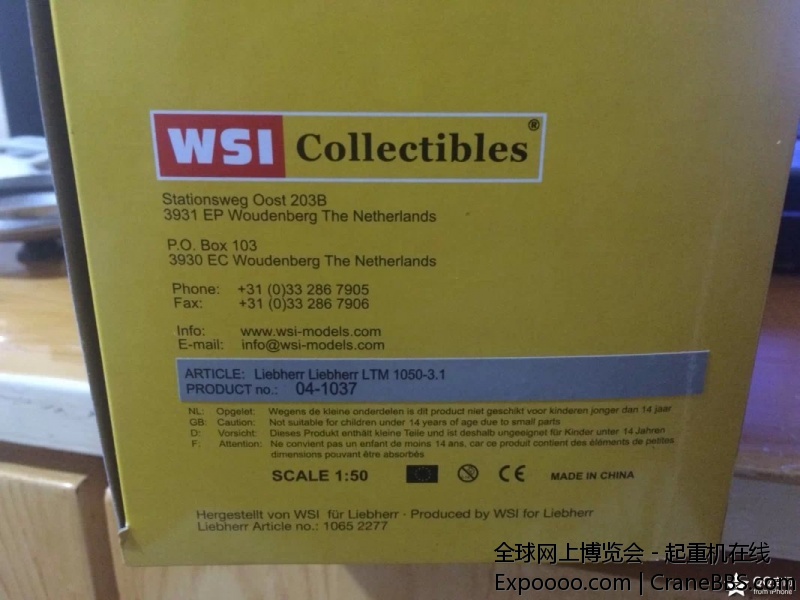 WSI Collectibles®
Stationsweg Oost 203B
3931 EP Woudenberg The Netherlands
P.O. Box 103
3930 EC Woudenberg The Netherlands
Phone: +31 (0)33 286 7905
Fax: +31 (0)33 286 7906
Info: www.wsi-models.com
E-mail: info@wsi-models.com
ARTICLE: Liebherr Liebherr LTM 1050-3.1
PRODUCT no.: 04-1037
NL: Opgelet: Wegens de kleine onderdelen is dit product niet geschikt voor kinderen jonger dan 14 jaar
GB: Caution: Not suitable for children under 14 years of age due to small parts
D: Vorsicht: Dieses Produkt enthält kleine Teile und ist deshalb ungeeignet für Kinder unter 14 Jahren
F: Attention: Ne convient pas un enfant de moins 14 ans, car ce produit contient des éléments de petites
dimensions pouvant être absorbés
SCALE 1:50 CE MADE IN CHINA
Hergestellt von WSI für Liebherr · Produced by WSI for Liebherr
Liebherr Article no.: 1065 2277
全球网上博览会 - 起重机在线
Expoooo.com | CraneBBS.com
from iPhone